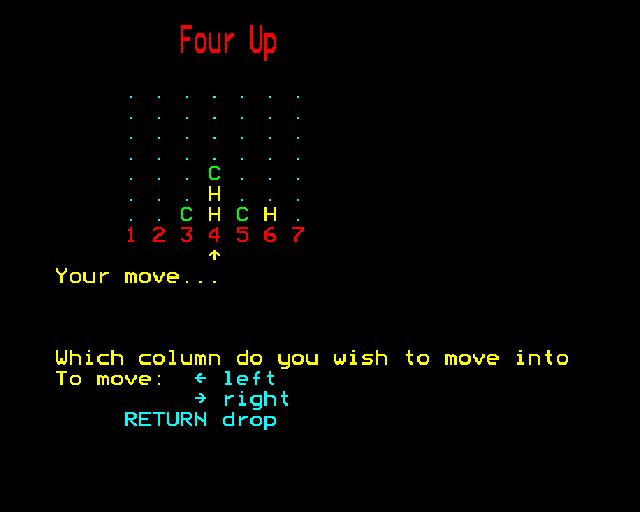 Four Up
. . . . . . .
. . . . . . .
. . . . . . .
. . . . . . .
. . . C . . .
. . . H . . .
. . C H C H .
1 2 3 4 5 6 7
↑
Your move...
Which column do you wish to move into
To move: ← left
→ right
RETURN drop